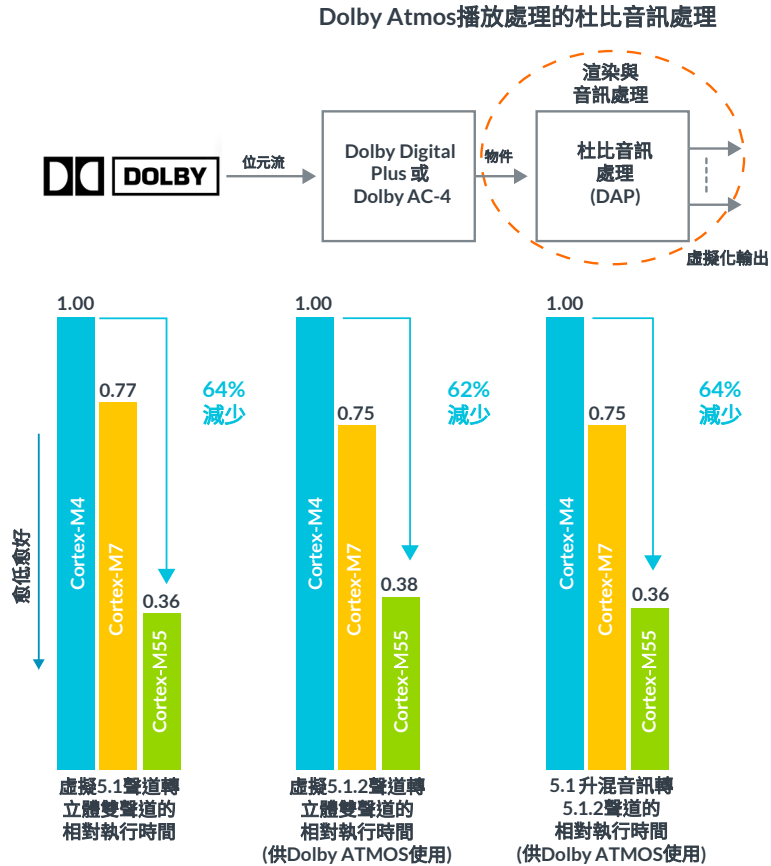 Dolby Atmos播放處理的杜比音訊處理
渲染與
音訊處理
DOLBY
位元流
Dolby Digital
Plus 或
Dolby AC-4
物件
杜比音訊
處理
(DAP)
虛擬化輸出
愈低愈好
1.00
Cortex-M4
0.77
Cortex-M7
0.36
Cortex-M55
64%
減少
虛擬5.1聲道轉
立體雙聲道的
相對執行時間
1.00
Cortex-M4
0.75
Cortex-M7
0.38
Cortex-M55
62%
減少
虛擬5.1.2聲道轉
立體雙聲道的
相對執行時間
(供Dolby ATMOS使用)
1.00
Cortex-M4
0.75
Cortex-M7
0.36
Cortex-M55
64%
減少
5.1 升混音訊轉
5.1.2聲道的
相對執行時間
(供Dolby ATMOS使用)